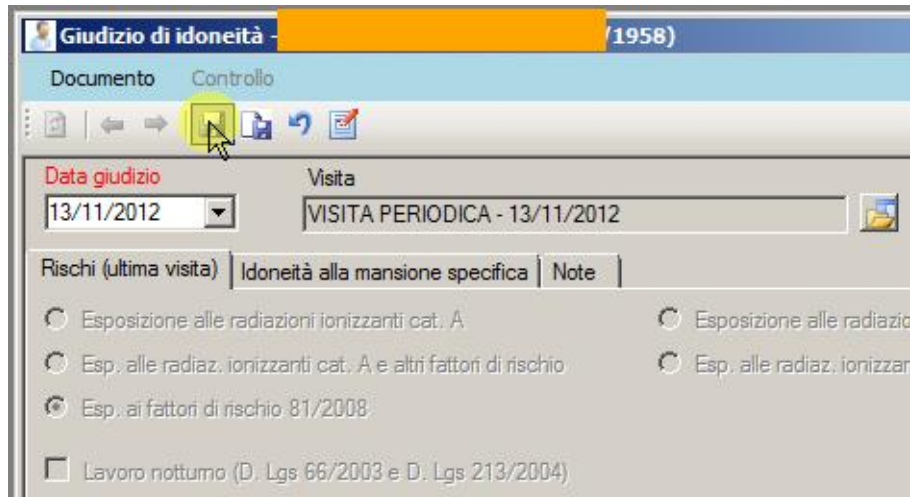 Giudizio di idoneità - /1958)
Documento Controllo
Data giudizio Visita
13/11/2012 VISITA PERIODICA - 13/11/2012
Rischi (ultima visita) Idoneità alla mansione specifica Note
Esposizione alle radiazioni ionizzanti cat. A Esposizione alle
Esp. alle radiaz. ionizzanti cat. A e altri fattori di rischio Esp. alle radiaz.
Esp. ai fattori di rischio 81/2008
Lavoro notturno (D. Lgs 66/2003 e D. Lgs 213/2004)